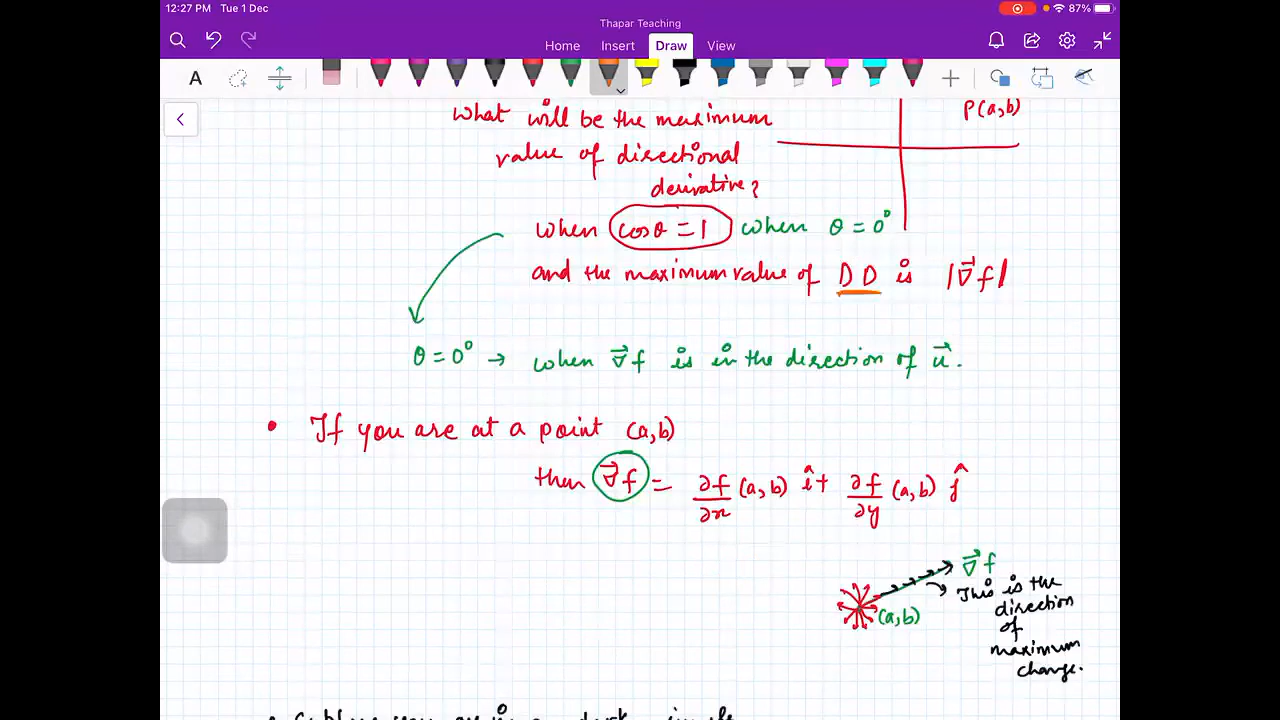 12:27 PM Tue 1 Dec
87%
Thapar Teaching
Home Insert Draw View
A
P(a,b)
What will be the maximum
value of directional
derivative?
when cosθ = 1 when θ = 0°
and the maximum value of DD is |∇⃗f|
θ = 0° → when ∇⃗f is in the direction of u⃗.
• If you are at a point (a,b)
then ∇⃗f = ∂f/∂x (a,b) î + ∂f/∂y (a,b) ĵ
∇⃗f
(a,b)
This is the
direction
of
maximum
change.